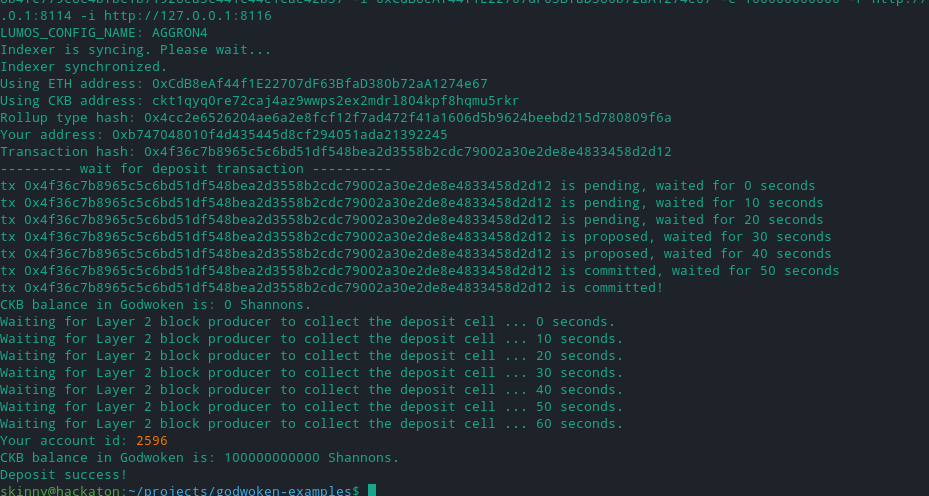 .0.1:8114 -i http://127.0.0.1:8116
LUMOS_CONFIG_NAME: AGGRON4
Indexer is syncing. Please wait...
Indexer synchronized.
Using ETH address: 0xCdB8eAf44f1E22707dF63BfaD380b72aA1274e67
Using CKB address: ckt1qyq0re72caj4az9wwps2ex2mdrl804kpf8hqmu5rkr
Rollup type hash: 0x4cc2e6526204ae6a2e8fcf12f7ad472f41a1606d5b9624beebd215d780809f6a
Your address: 0xb747048010f4d435445d8cf294051ada21392245
Transaction hash: 0x4f36c7b8965c5c6bd51df548bea2d3558b2cdc79002a30e2de8e4833458d2d12
--------- wait for deposit transaction ----------
tx 0x4f36c7b8965c5c6bd51df548bea2d3558b2cdc79002a30e2de8e4833458d2d12 is pending, waited for 0 seconds
tx 0x4f36c7b8965c5c6bd51df548bea2d3558b2cdc79002a30e2de8e4833458d2d12 is pending, waited for 10 seconds
tx 0x4f36c7b8965c5c6bd51df548bea2d3558b2cdc79002a30e2de8e4833458d2d12 is pending, waited for 20 seconds
tx 0x4f36c7b8965c5c6bd51df548bea2d3558b2cdc79002a30e2de8e4833458d2d12 is proposed, waited for 30 seconds
tx 0x4f36c7b8965c5c6bd51df548bea2d3558b2cdc79002a30e2de8e4833458d2d12 is proposed, waited for 40 seconds
tx 0x4f36c7b8965c5c6bd51df548bea2d3558b2cdc79002a30e2de8e4833458d2d12 is committed, waited for 50 seconds
tx 0x4f36c7b8965c5c6bd51df548bea2d3558b2cdc79002a30e2de8e4833458d2d12 is committed!
CKB balance in Godwoken is: 0 Shannons.
Waiting for Layer 2 block producer to collect the deposit cell ... 0 seconds.
Waiting for Layer 2 block producer to collect the deposit cell ... 10 seconds.
Waiting for Layer 2 block producer to collect the deposit cell ... 20 seconds.
Waiting for Layer 2 block producer to collect the deposit cell ... 30 seconds.
Waiting for Layer 2 block producer to collect the deposit cell ... 40 seconds.
Waiting for Layer 2 block producer to collect the deposit cell ... 50 seconds.
Waiting for Layer 2 block producer to collect the deposit cell ... 60 seconds.
Your account id: 2596
CKB balance in Godwoken is: 100000000000 Shannons.
Deposit success!
skinny@hackaton:~/projects/godwoken-examples$